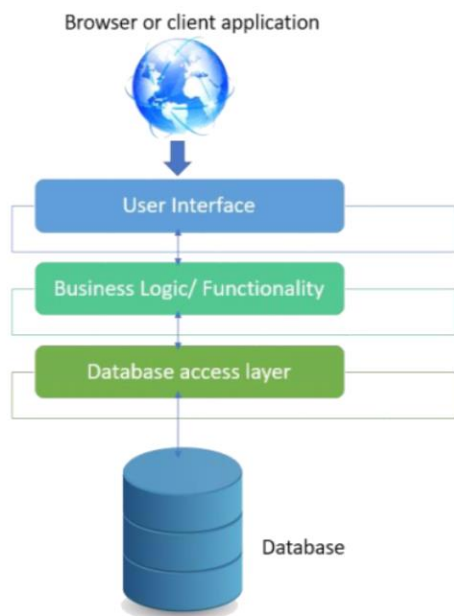 Browser or client application
User Interface
Business Logic/ Functionality
Database access layer
Database